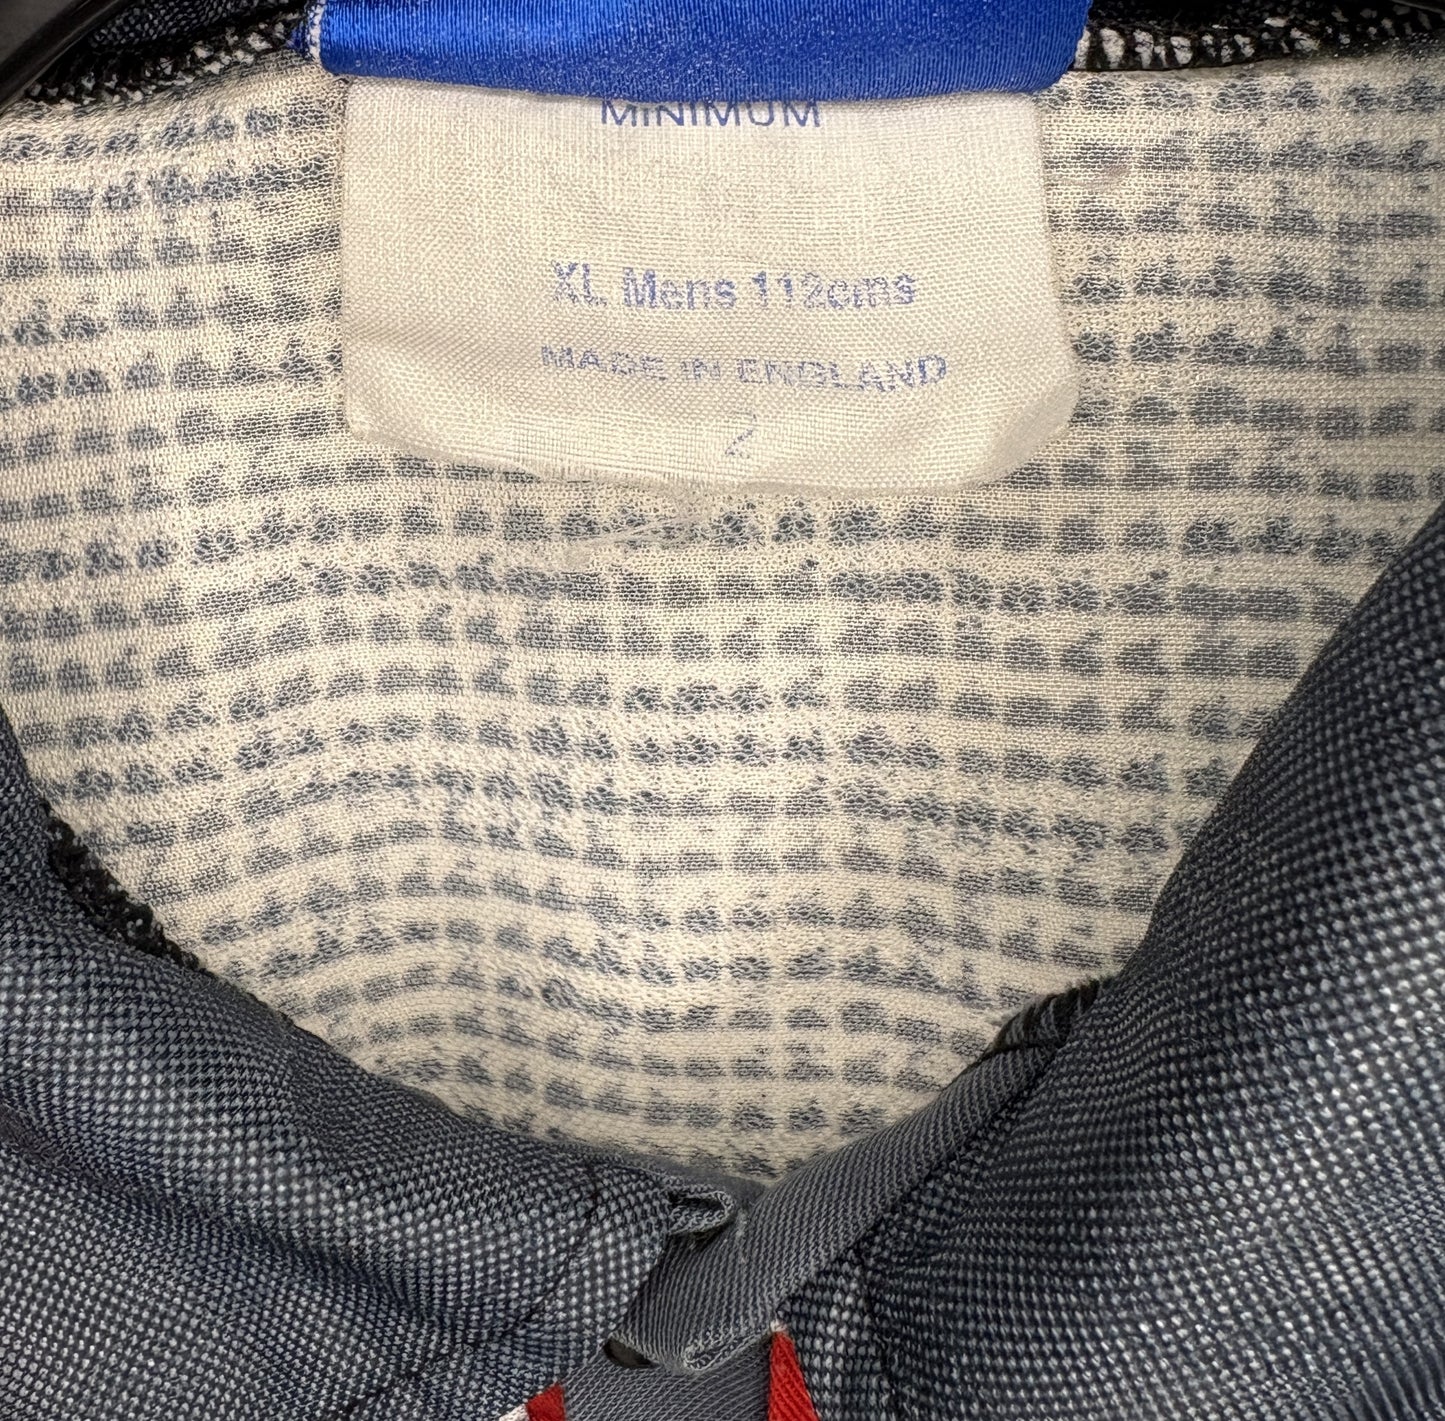 MINIMUM
XL Mens 112cms
MADE IN ENGLAND